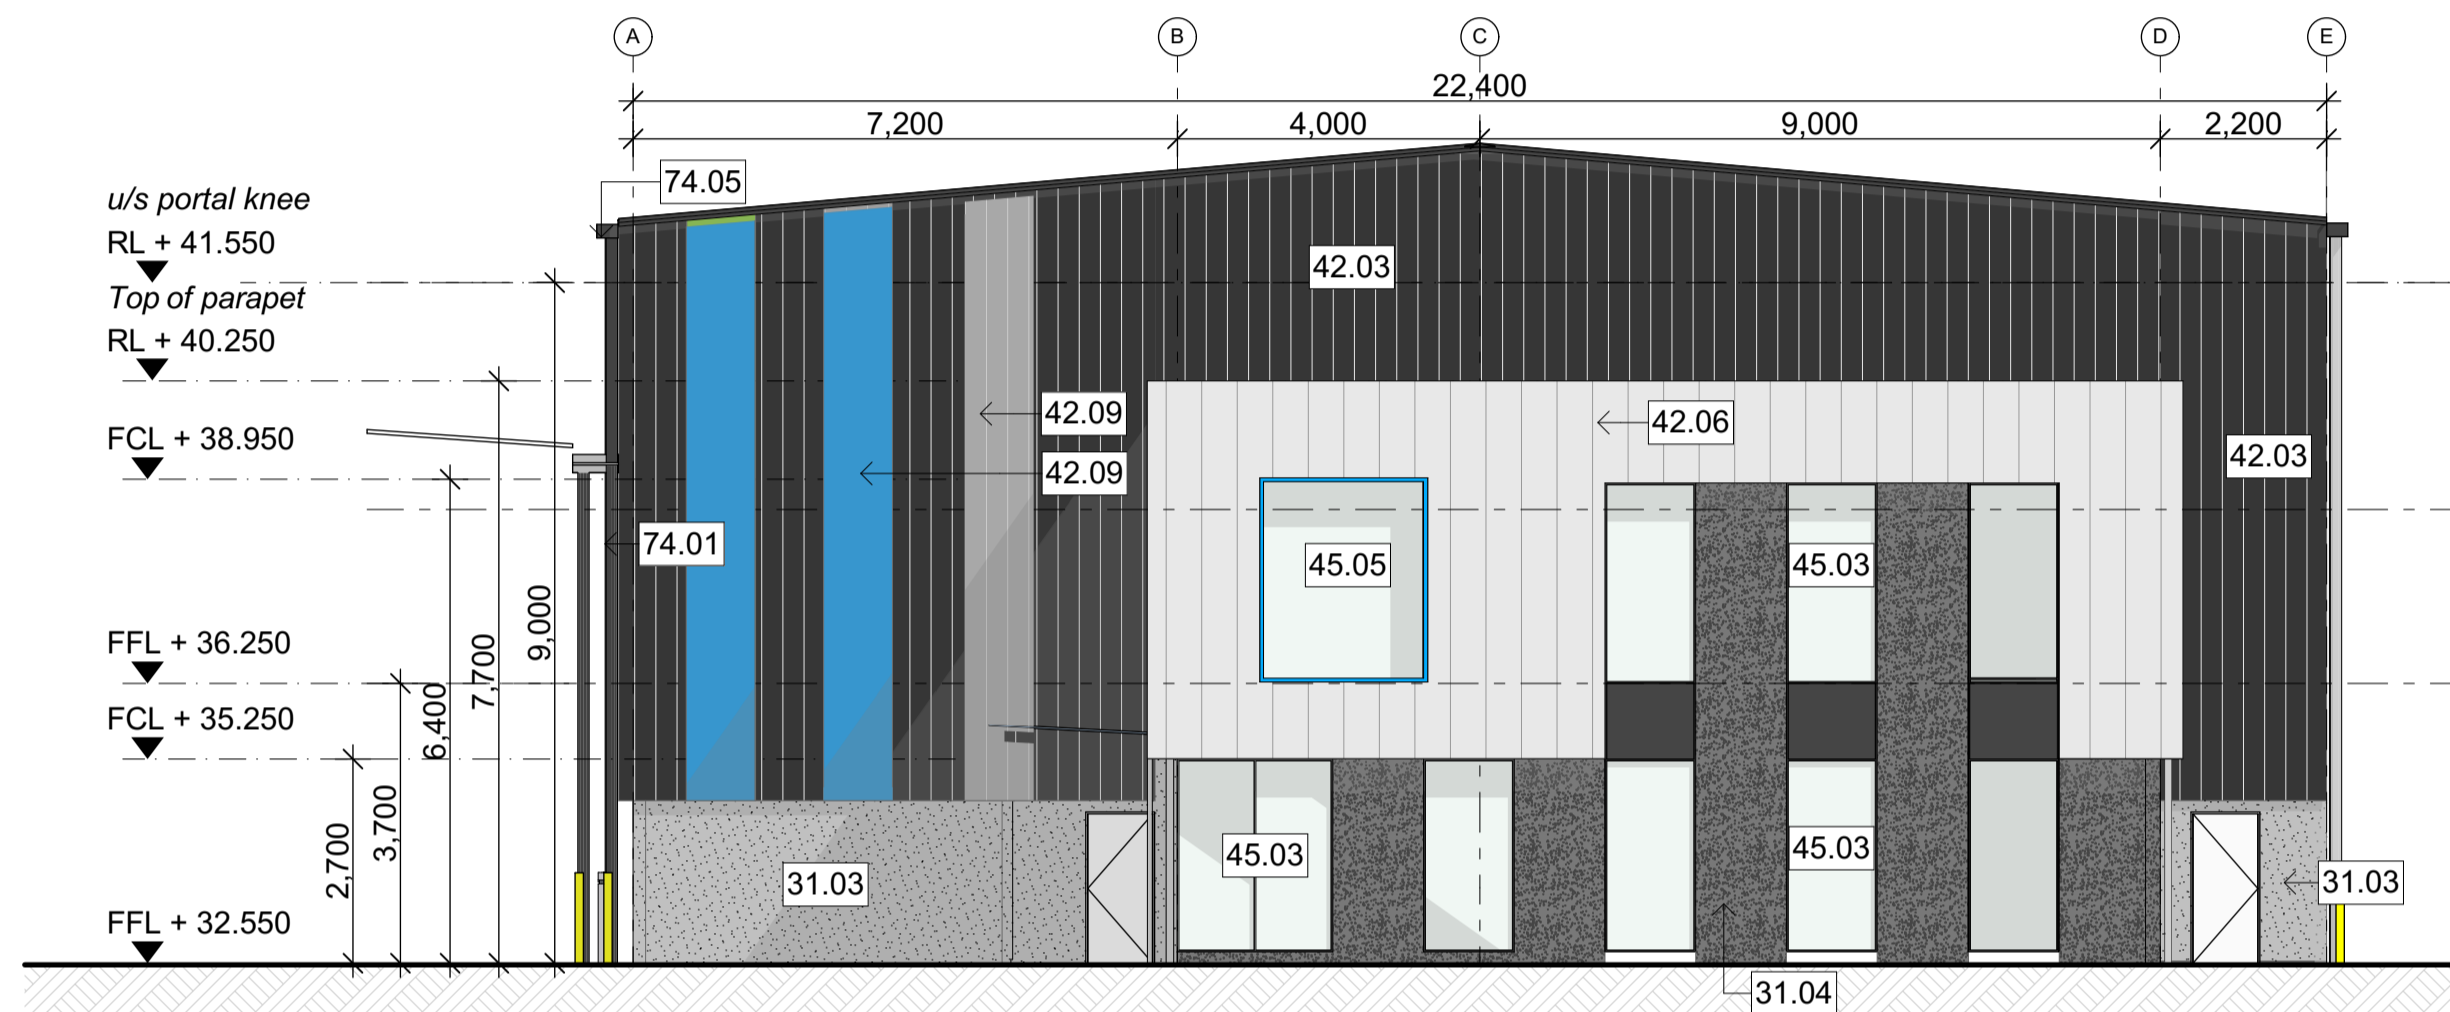 A
B
C
D
E
22,400
7,200
4,000
9,000
2,200
74.05
u/s portal knee
RL + 41.550
Top of parapet
RL + 40.250
FCL + 38.950
FFL + 36.250
FCL + 35.250
FFL + 32.550
2,700
3,700
6,400
7,700
9,000
42.03
42.09
42.06
42.09
42.03
74.01
45.05
45.03
45.03
45.03
31.03
31.03
31.04